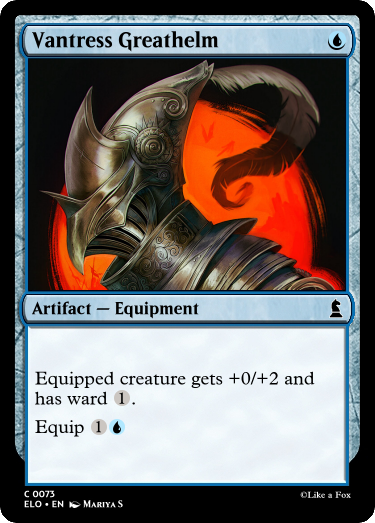 Vantress Greathelm
Artifact — Equipment
Equipped creature gets +0/+2 and
has ward 1.
Equip 1
C 0073
ELO • EN Mariya S
©Like a Fox